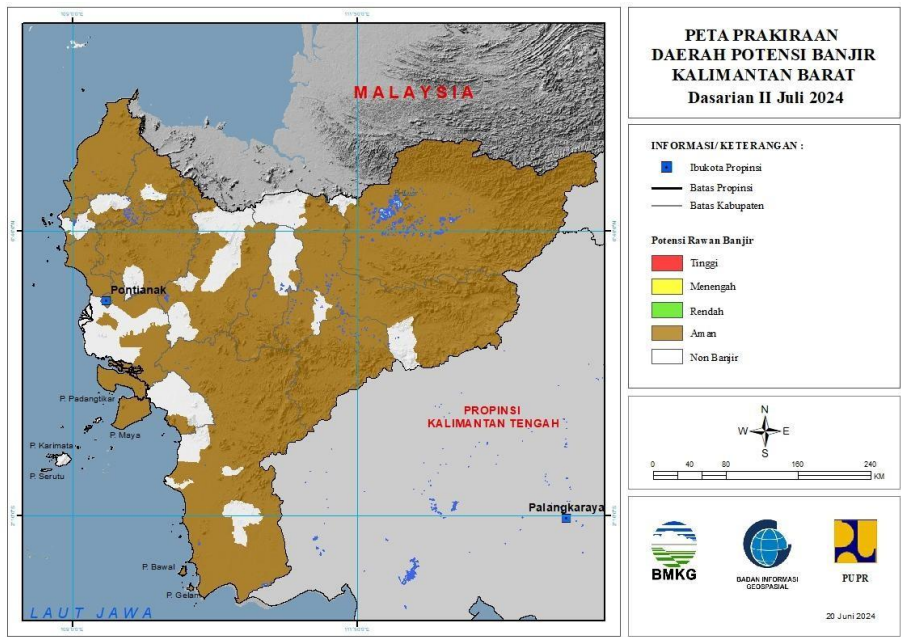 PETA PRAKIRAAN
DAERAH POTENSI BANJIR
KALIMANTAN BARAT
Dasarian II Juli 2024
INFORMASI/ KETERANGAN :
Ibukota Propinsi
Batas Propinsi
Batas Kabupaten
Potensi Rawan Banjir
Tinggi
Menengah
Rendah
Aman
Non Banjir
N
W E
S
0 40 80 160 240
KM
BMKG
BADAN INFORMASI
GEOSPASIAL
PUPR
20 Juni 2024
MALAYSIA
Pontianak
P. Padangtikar
P. Maya
P. Karimata
P. Serutu
PROPINSI
KALIMANTAN TENGAH
Palangkaraya
P. Bawal
P. Gelam
LAUT JAWA